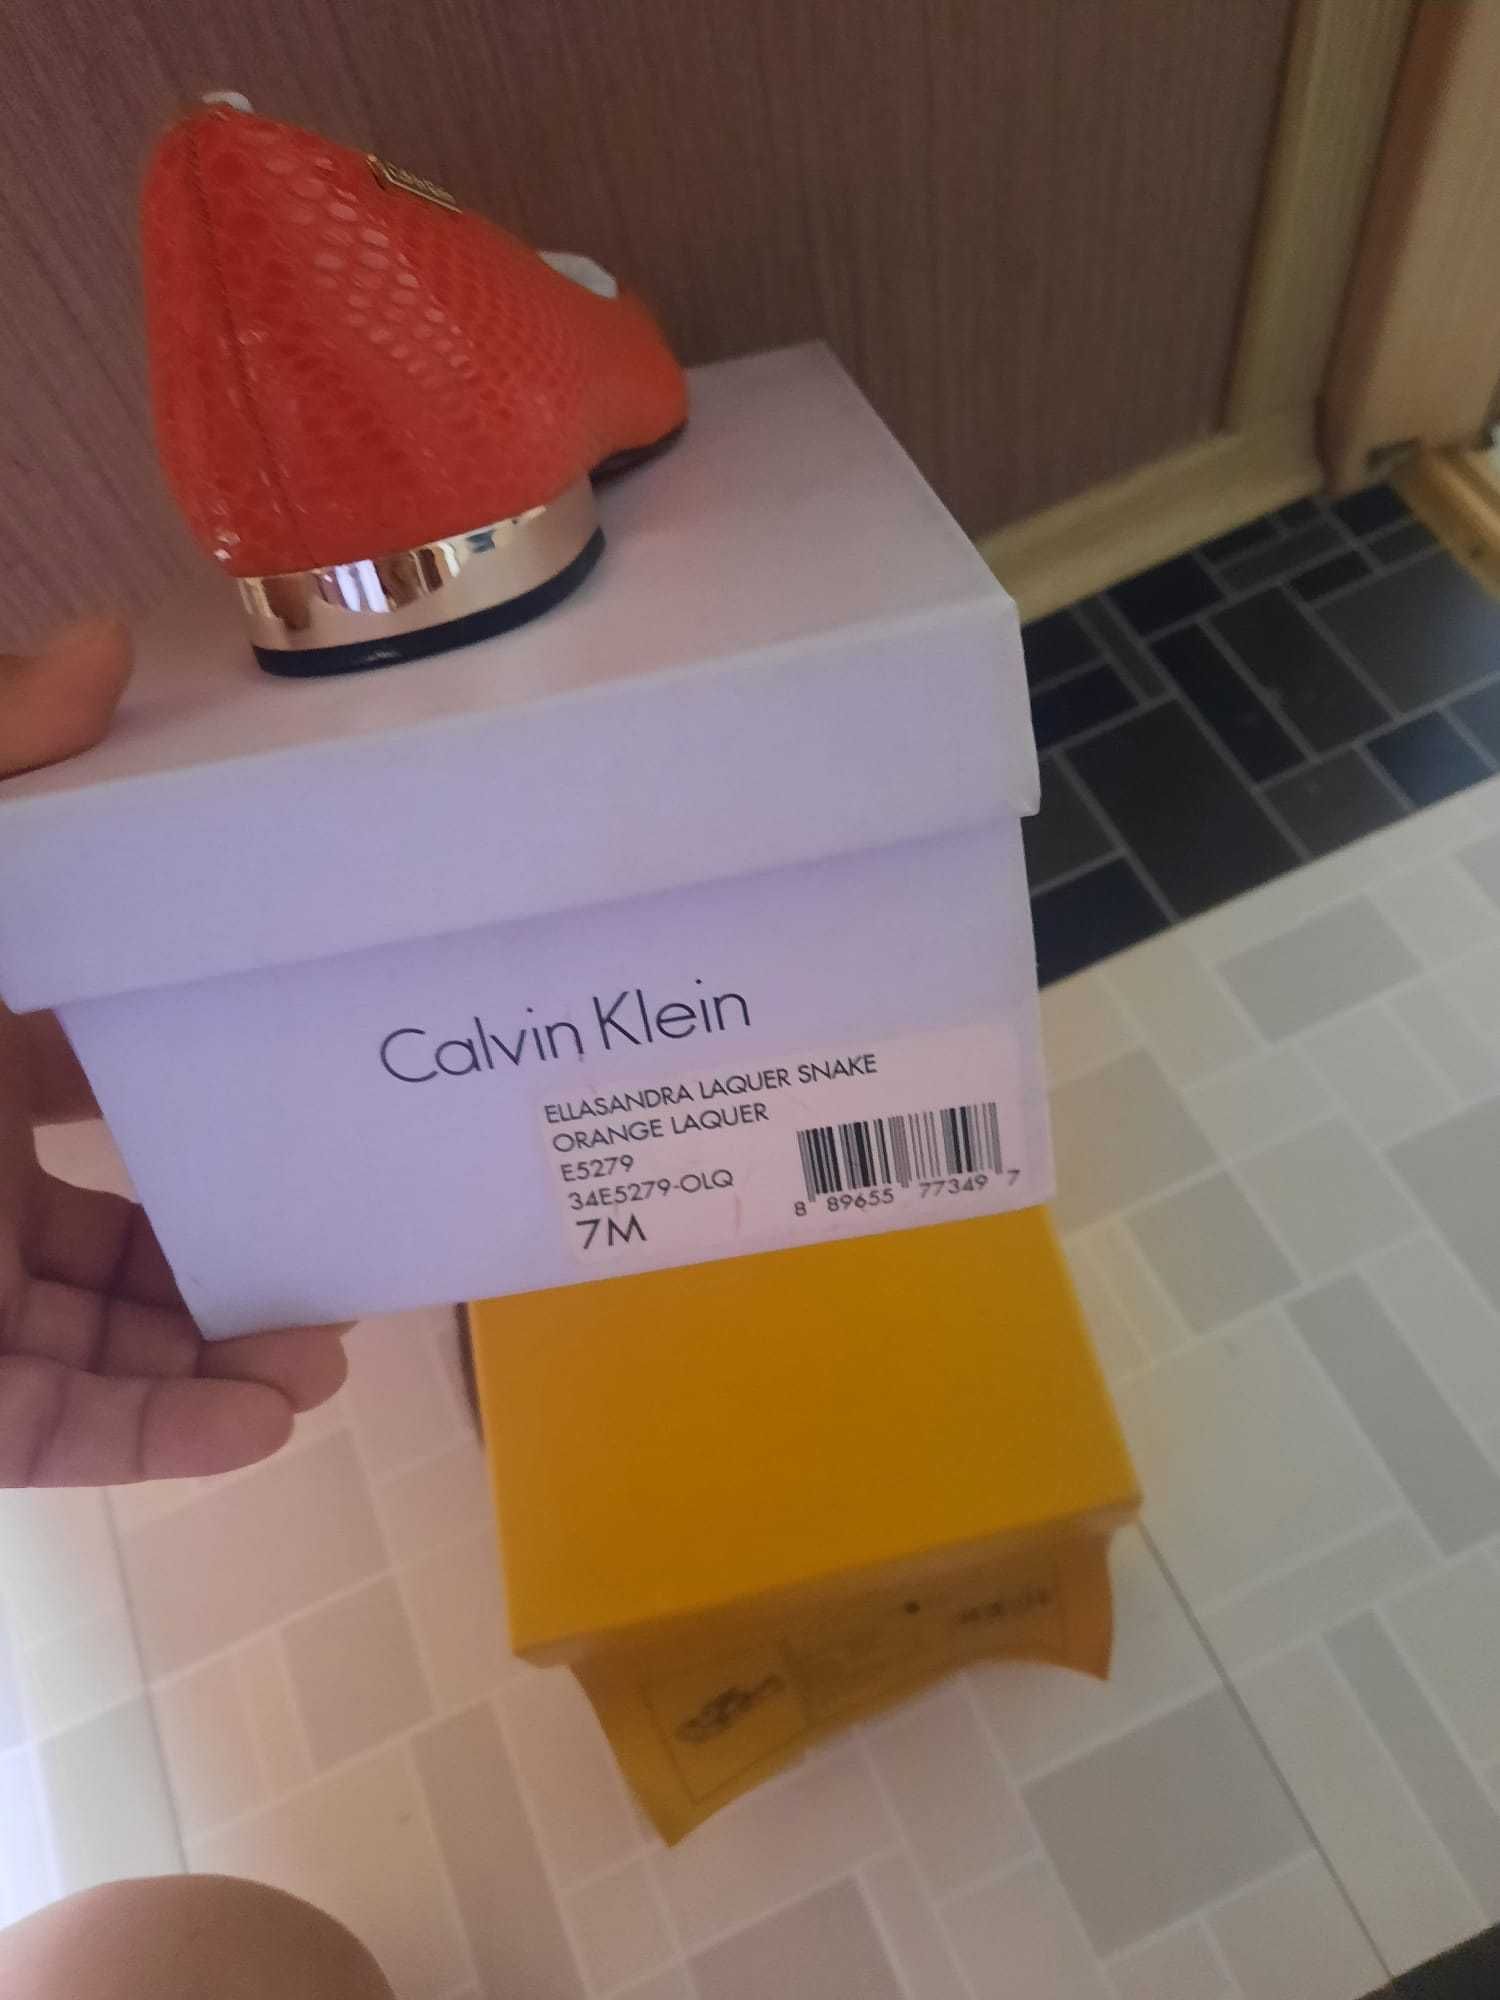 Calvin Klein
ELLASANDRA LAQUER SNAKE
ORANGE LAQUER
E5279
34E5279-OLQ
7M
8 89655 77349 7